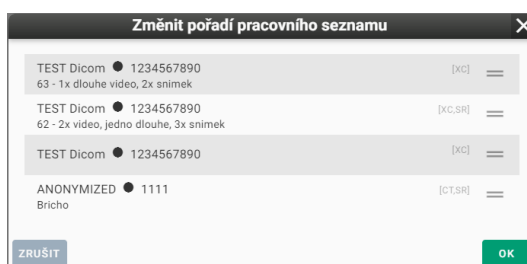 Změnit pořadí pracovního seznamu
TEST Dicom ● 1234567890 [XC]
63 - 1x dlouhe video, 2x snimek
TEST Dicom ● 1234567890 [XC,SR]
62 - 2x video, jedno dlouhe, 3x snimek
TEST Dicom ● 1234567890 [XC]
ANONYMIZED ● 1111 [CT,SR]
Bricho
ZRUŠIT OK